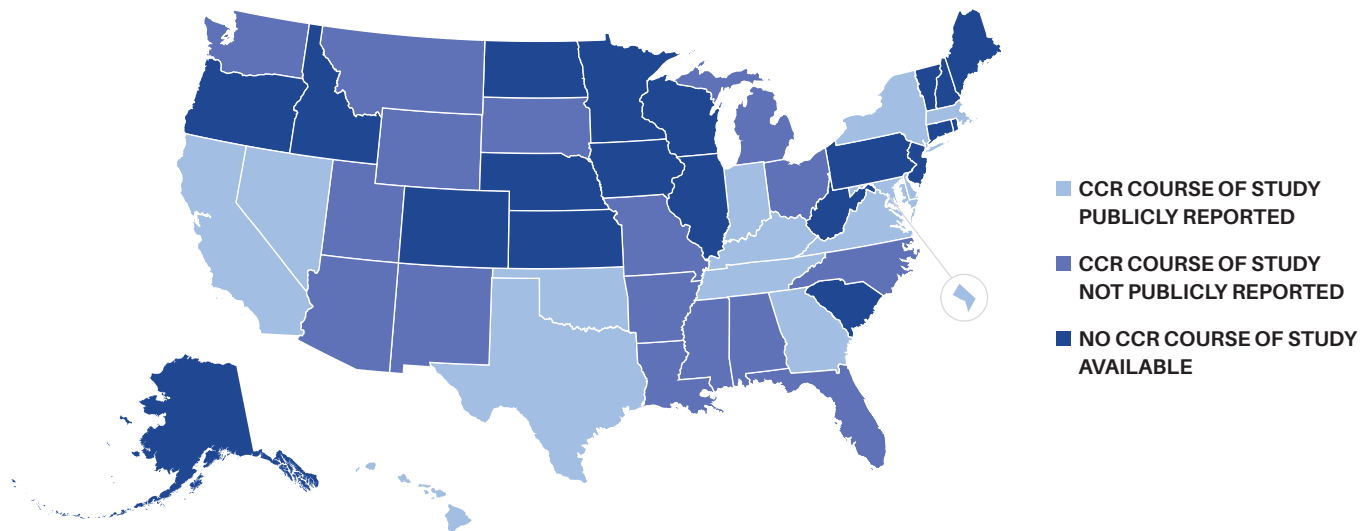 CCR COURSE OF STUDY
PUBLICLY REPORTED
CCR COURSE OF STUDY
NOT PUBLICLY REPORTED
NO CCR COURSE OF STUDY
AVAILABLE